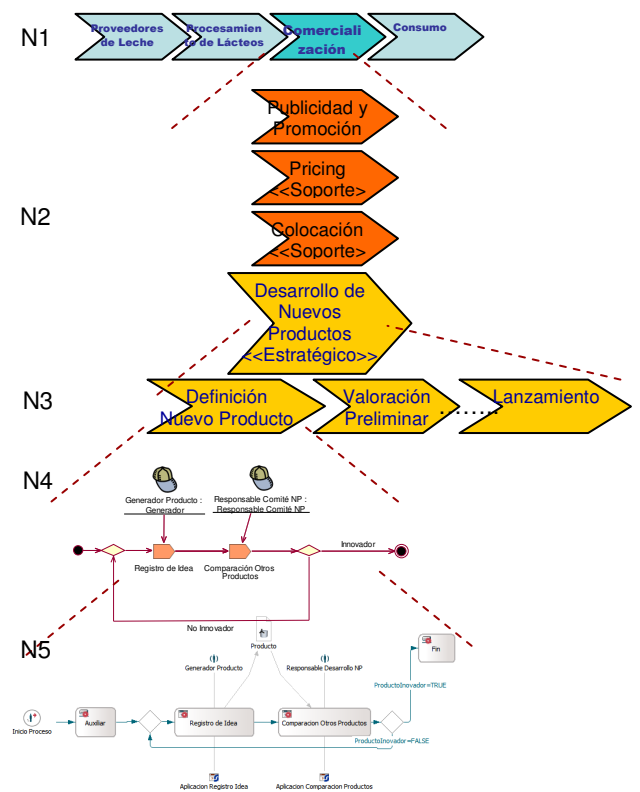 N1
Proveedores
de Leche
Procesamien
to de Lácteos
Comerciali
zación
Consumo
Publicidad y
Promoción
Pricing
<<Soporte>
N2
Colocación
<<Soporte>
Desarrollo de
Nuevos
Productos
<<Estratégico>>
N3
Definición
Nuevo Producto
Valoración
Preliminar
........
Lanzamiento
N4
Generador Producto :
Generador
Responsable Comité NP :
Responsable Comité NP
Innovador
Registro de Idea
Comparación Otros
Productos
No Innovador
N5
Producto
Fin
Generador Producto
Responsable Desarrollo NP
ProductoInovador=TRUE
Inicio Proceso
Auxiliar
Registro de Idea
Comparacion Otros Productos
ProductoInovador=FALSE
Aplicacion Registro Idea
Aplicacion Comparacion Productos